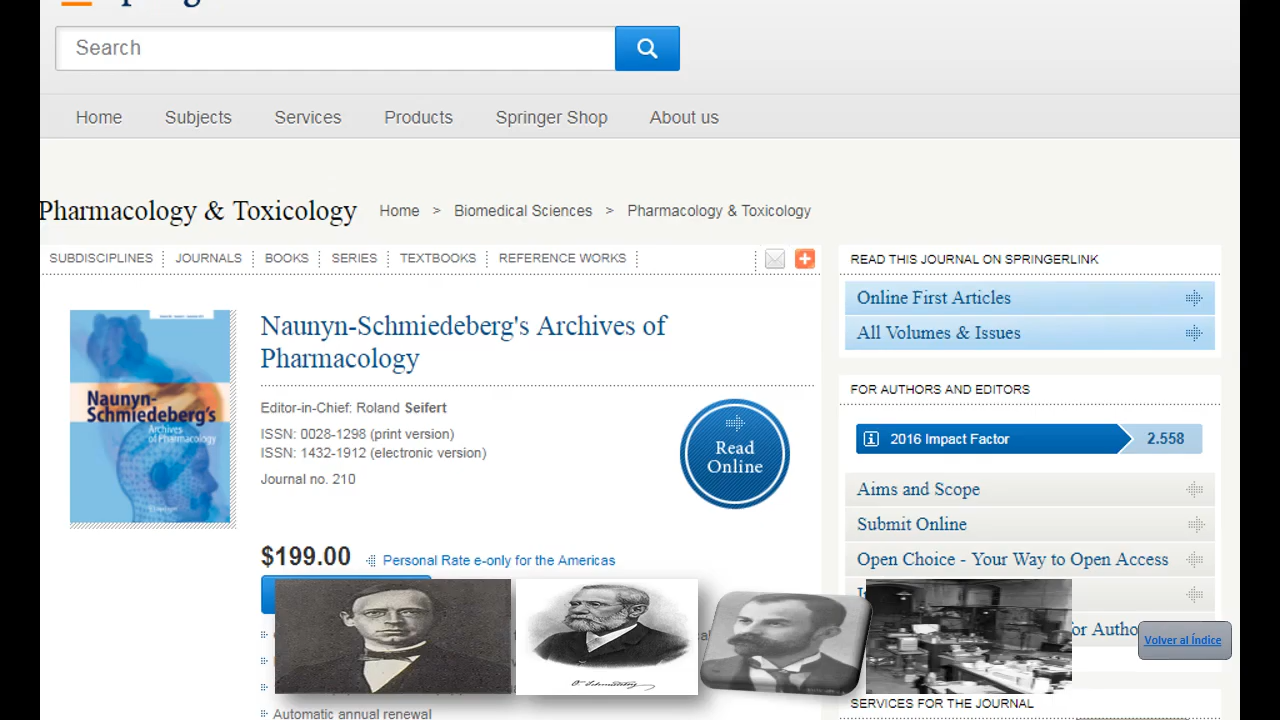 Search
Home Subjects Services Products Springer Shop About us
Pharmacology & Toxicology
Home > Biomedical Sciences > Pharmacology & Toxicology
SUBDISCIPLINES JOURNALS BOOKS SERIES TEXTBOOKS REFERENCE WORKS
Naunyn-
Schmiedeberg's
Archives
of Pharmacology
Naunyn-Schmiedeberg's Archives of
Pharmacology
Editor-in-Chief: Roland Seifert
ISSN: 0028-1298 (print version)
ISSN: 1432-1912 (electronic version)
Journal no. 210
Read
Online
$199.00 Personal Rate e-only for the Americas
Automatic annual renewal
READ THIS JOURNAL ON SPRINGERLINK
Online First Articles
All Volumes & Issues
FOR AUTHORS AND EDITORS
2016 Impact Factor 2.558
Aims and Scope
Submit Online
Open Choice - Your Way to Open Access
Volver al Índice
SERVICES FOR THE JOURNAL